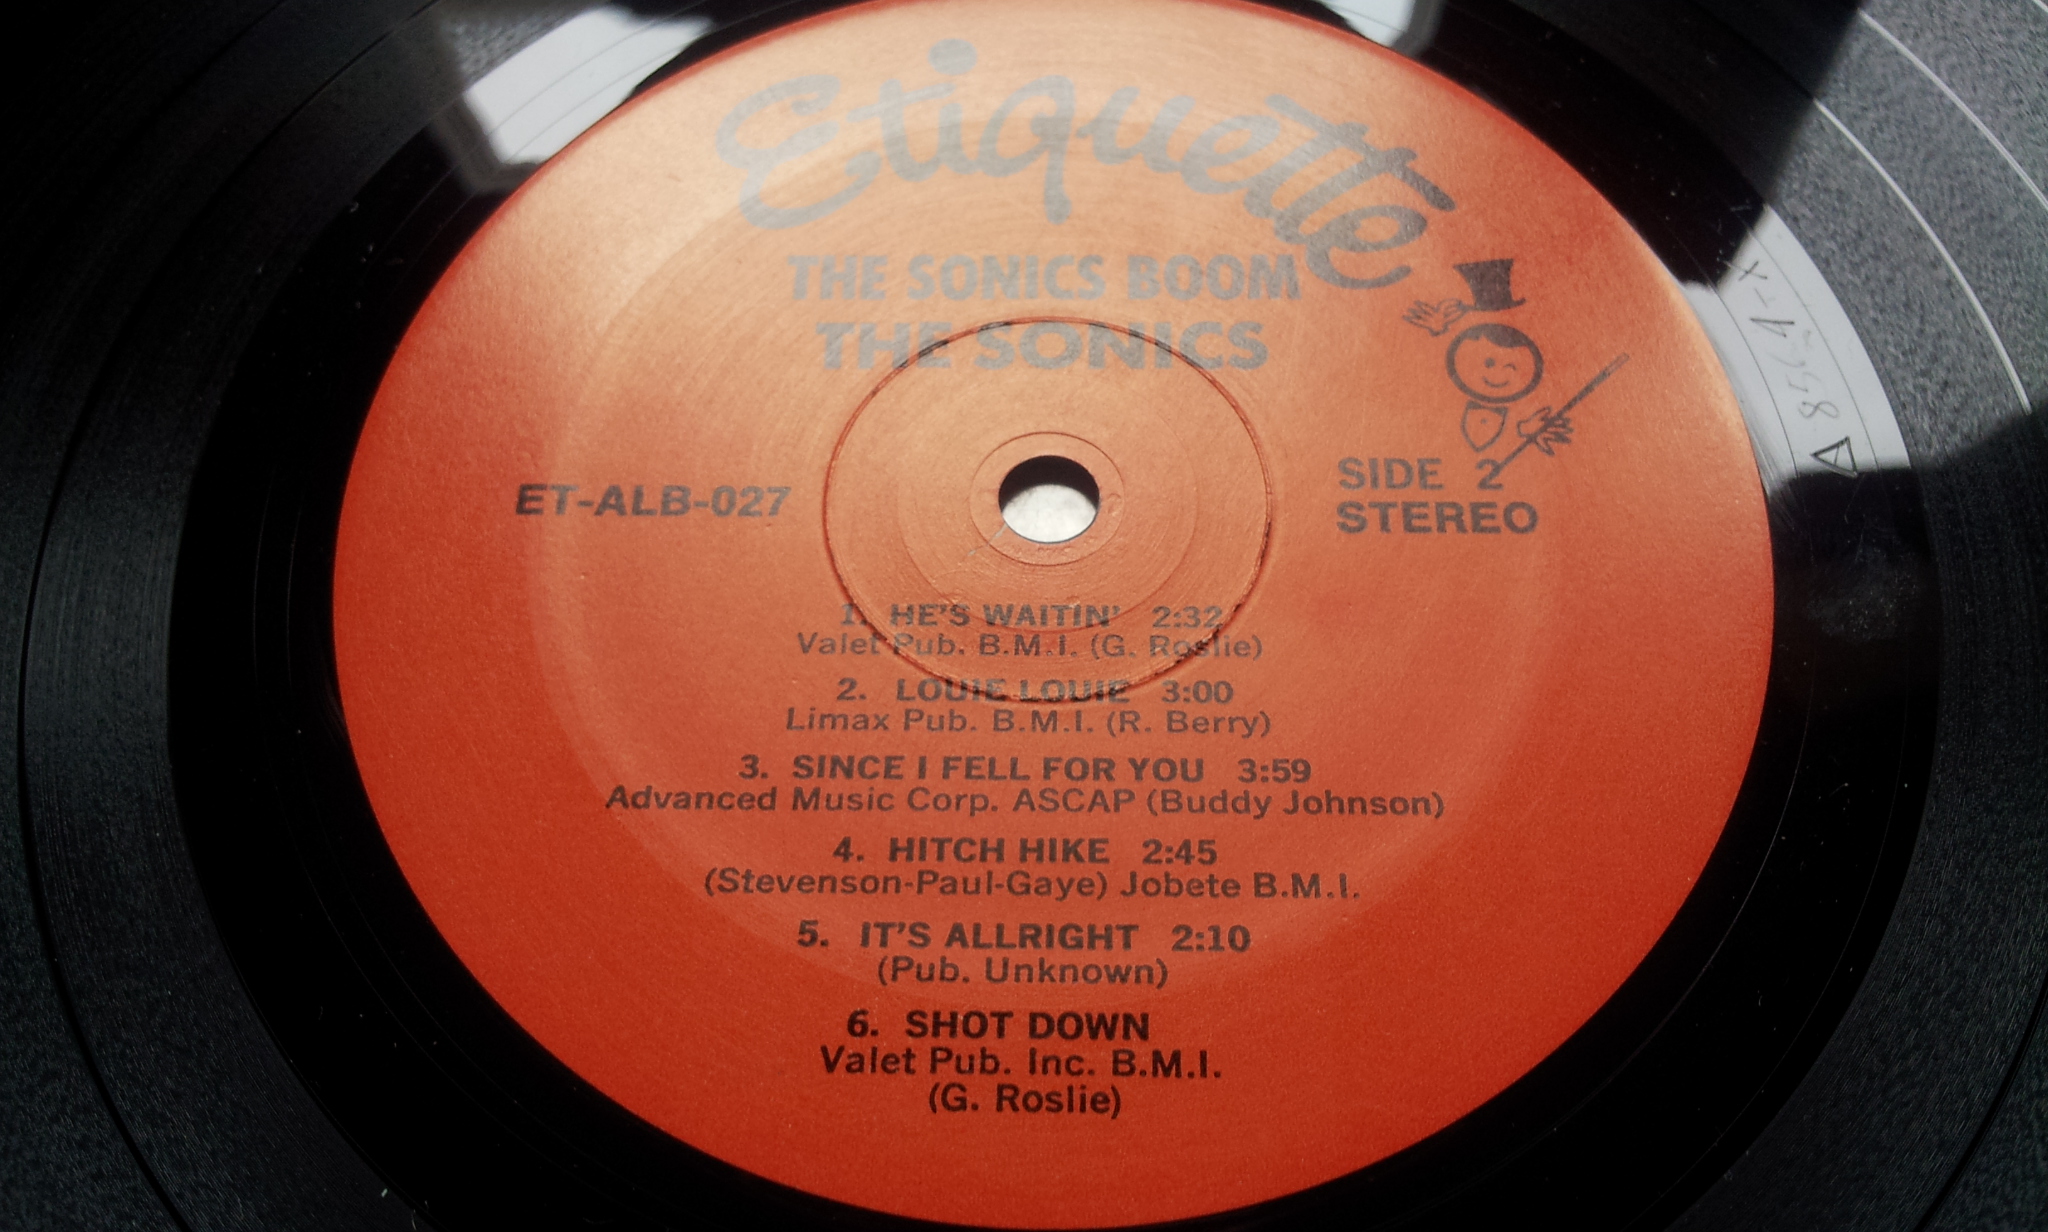 Etiquette
THE SONICS BOOM
THE SONICS
ET-ALB-027
SIDE 2
STEREO
1. HE'S WAITIN' 2:32
Valet Pub. B.M.I. (G. Roslie)
2. LOUIE LOUIE 3:00
Limax Pub. B.M.I. (R. Berry)
3. SINCE I FELL FOR YOU 3:59
Advanced Music Corp. ASCAP (Buddy Johnson)
4. HITCH HIKE 2:45
(Stevenson-Paul-Gaye) Jobete B.M.I.
5. IT'S ALLRIGHT 2:10
(Pub. Unknown)
6. SHOT DOWN
Valet Pub. Inc. B.M.I.
(G. Roslie)